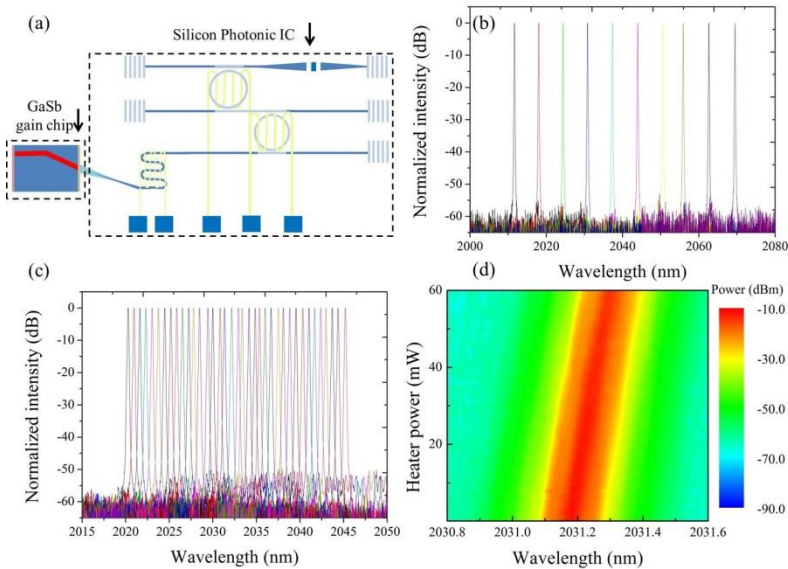 (a)
Silicon Photonic IC
GaSb
gain chip
(b)
Normalized intensity (dB)
0
-10
-20
-30
-40
-50
-60
2000 2020 2040 2060 2080
Wavelength (nm)
(c)
Normalized intensity (dB)
0
-10
-20
-30
-40
-50
-60
2015 2020 2025 2030 2035 2040 2045 2050
Wavelength (nm)
(d)
Power (dBm)
Heater power (mW)
60
40
20
2030.8 2031.0 2031.2 2031.4 2031.6
Wavelength (nm)
-10.0
-30.0
-50.0
-70.0
-90.0